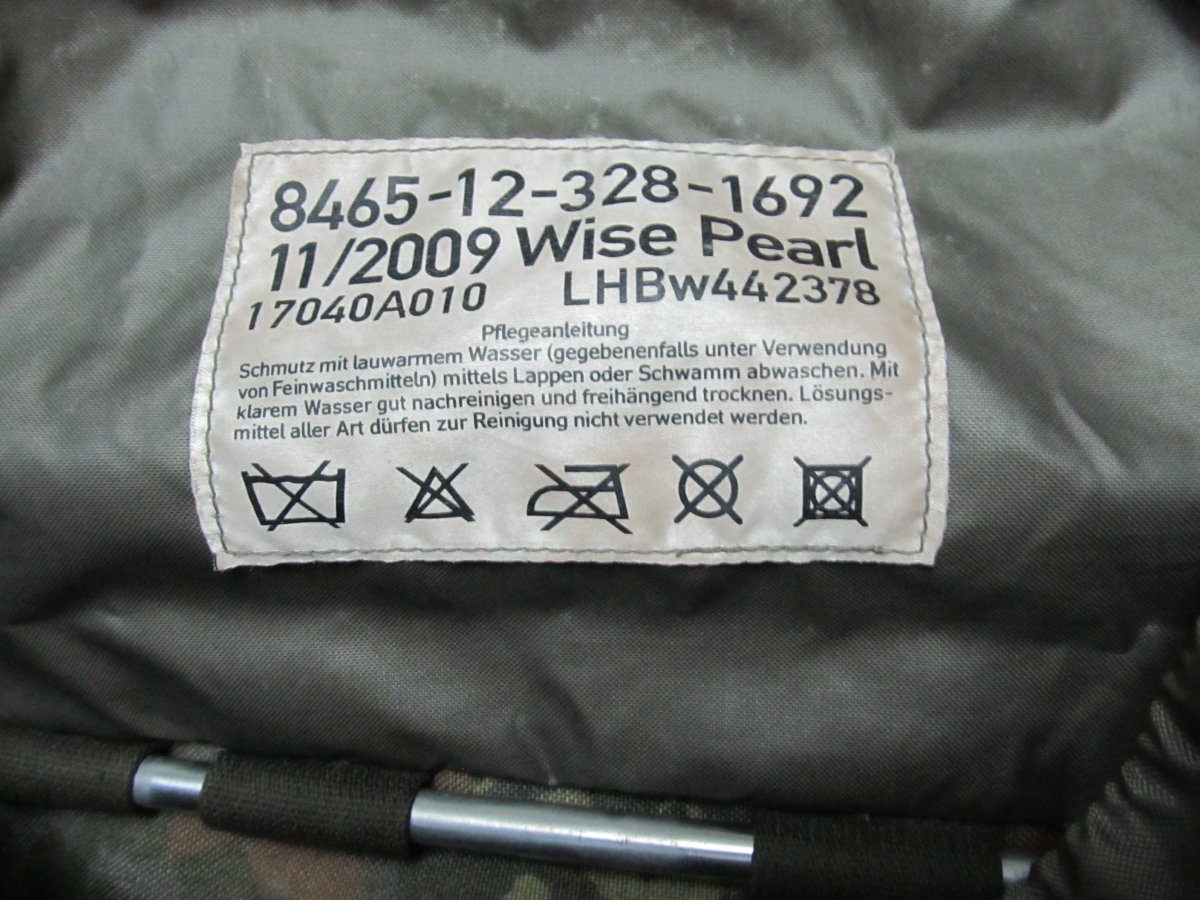 8465-12-328-1692
11/2009 Wise Pearl
17040A010 LHBw442378
Pflegeanleitung
Schmutz mit lauwarmem Wasser (gegebenenfalls unter Verwendung
von Feinwaschmitteln) mittels Lappen oder Schwamm abwaschen. Mit
klarem Wasser gut nachreinigen und freihängend trocknen. Lösungs-
mittel aller Art dürfen zur Reinigung nicht verwendet werden.